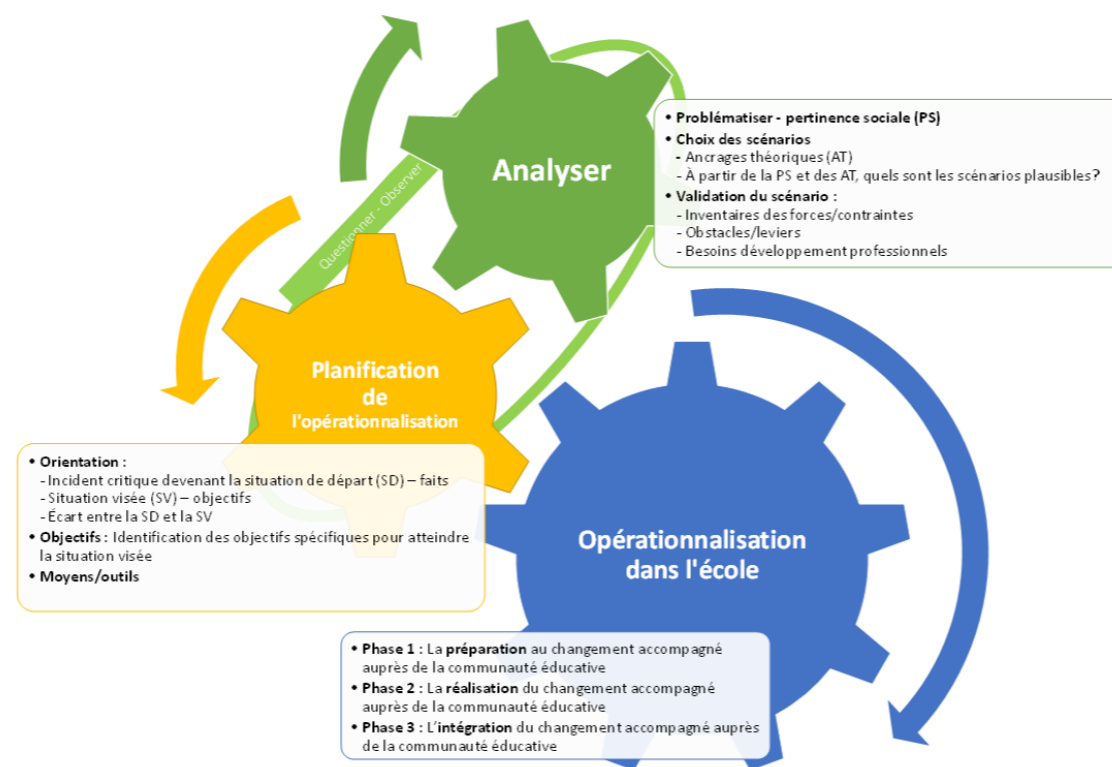 Analyser
• Problématiser - pertinence sociale (PS)
• Choix des scénarios
- Ancrages théoriques (AT)
- À partir de la PS et des AT, quels sont les scénarios plausibles?
• Validation du scénario :
- Inventaires des forces/contraintes
- Obstacles/leviers
- Besoins développement professionnels
Questionner - Observer
Planification
de
l'opérationnalisation
• Orientation :
- Incident critique devenant la situation de départ (SD) – faits
- Situation visée (SV) – objectifs
- Écart entre la SD et la SV
• Objectifs : Identification des objectifs spécifiques pour atteindre
la situation visée
• Moyens/outils
Opérationnalisation
dans l'école
• Phase 1 : La préparation au changement accompagné
auprès de la communauté éducative
• Phase 2 : La réalisation du changement accompagné
auprès de la communauté éducative
• Phase 3 : L'intégration du changement accompagné auprès
de la communauté éducative